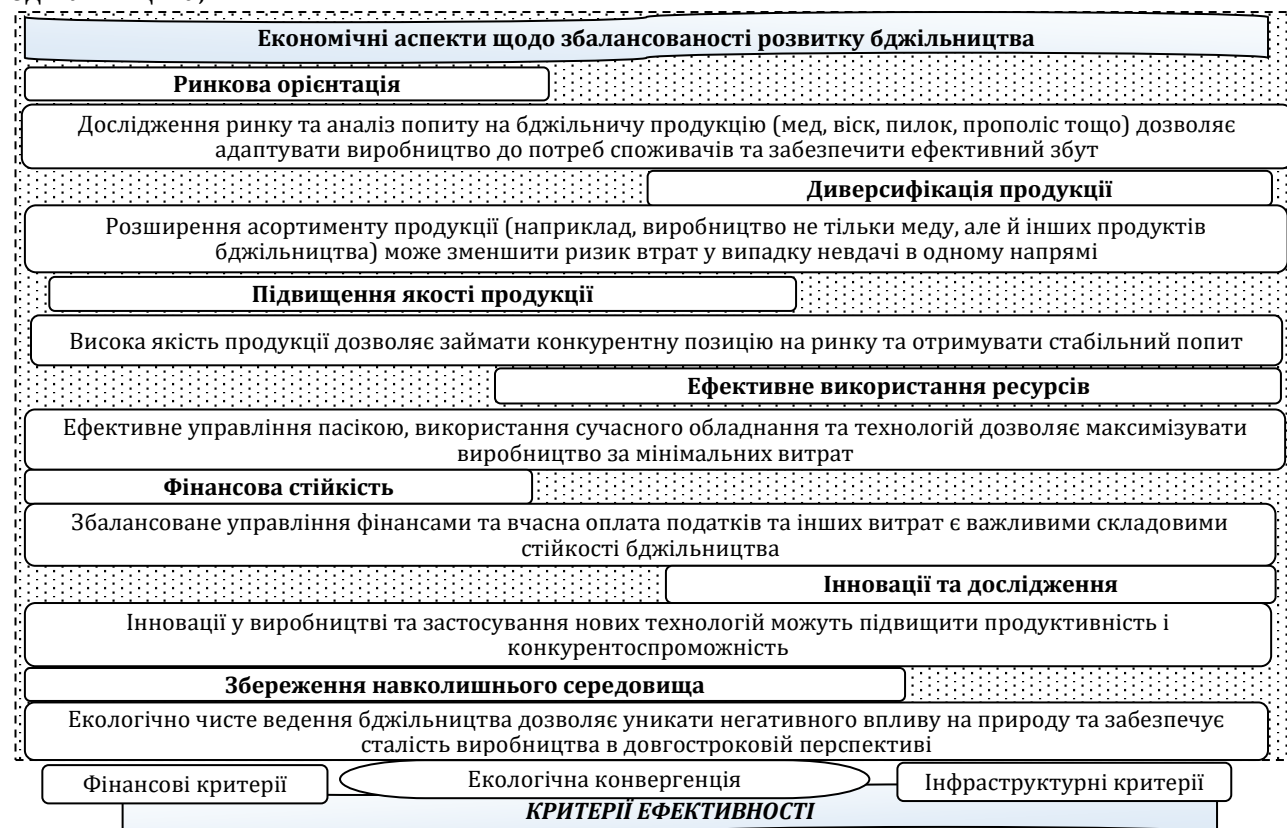 Економічні аспекти щодо збалансованості розвитку бджільництва
Ринкова орієнтація
Дослідження ринку та аналіз попиту на бджільничу продукцію (мед, віск, пилок, прополіс тощо) дозволяє
адаптувати виробництво до потреб споживачів та забезпечити ефективний збут
Диверсифікація продукції
Розширення асортименту продукції (наприклад, виробництво не тільки меду, але й інших продуктів
бджільництва) може зменшити ризик втрат у випадку невдачі в одному напрямі
Підвищення якості продукції
Висока якість продукції дозволяє займати конкурентну позицію на ринку та отримувати стабільний попит
Ефективне використання ресурсів
Ефективне управління пасікою, використання сучасного обладнання та технологій дозволяє максимізувати
виробництво за мінімальних витрат
Фінансова стійкість
Збалансоване управління фінансами та вчасна оплата податків та інших витрат є важливими складовими
стійкості бджільництва
Інновації та дослідження
Інновації у виробництві та застосування нових технологій можуть підвищити продуктивність і
конкурентоспроможність
Збереження навколишнього середовища
Екологічно чисте ведення бджільництва дозволяє уникати негативного впливу на природу та забезпечує
сталість виробництва в довгостроковій перспективі
Фінансові критерії
Екологічна конвергенція
Інфраструктурні критерії
КРИТЕРІЇ ЕФЕКТИВНОСТІ